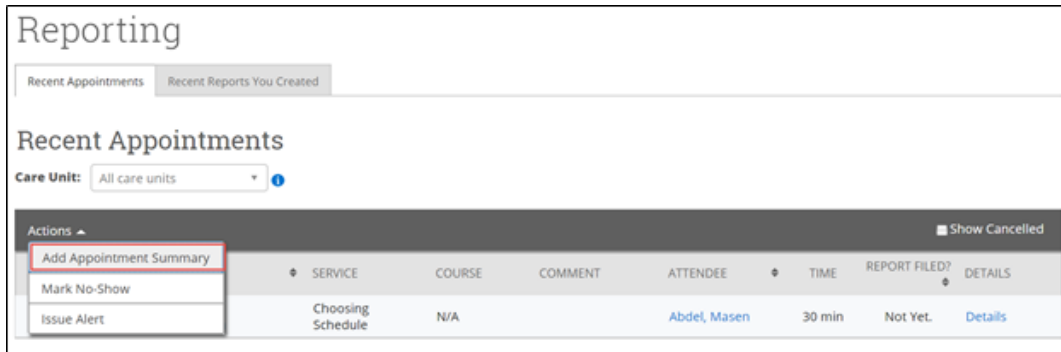 Reporting
Recent Appointments Recent Reports You Created
Recent Appointments
Care Unit: All care units
Actions Show Cancelled
Add Appointment Summary
SERVICE COURSE COMMENT ATTENDEE TIME REPORT FILED? DETAILS
Mark No-Show
Issue Alert Choosing Schedule N/A Abdel, Masen 30 min Not Yet. Details